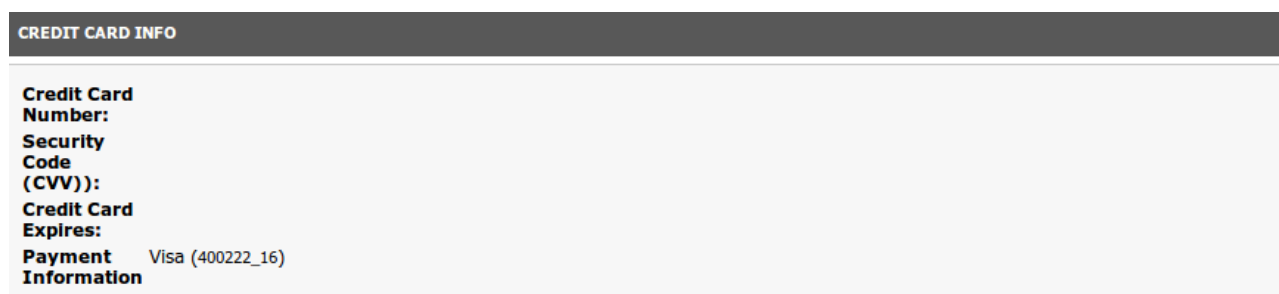 CREDIT CARD INFO
Credit Card
Number:
Security
Code
(CVV)):
Credit Card
Expires:
Payment Visa (400222_16)
Information